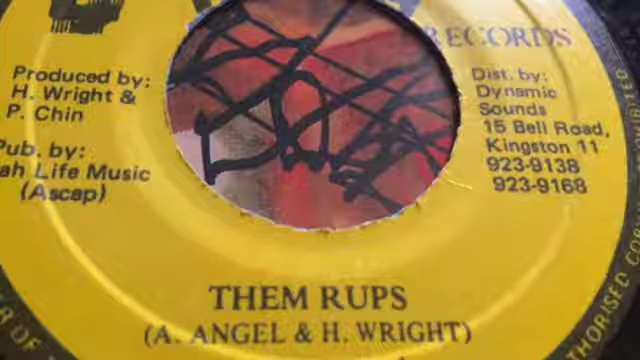 RECORDS
Produced by:
H. Wright &
P. Chin
Pub. by:
ah Life Music
(Ascap)
Dist. by:
Dynamic
Sounds
15 Bell Road,
Kingston 11
923-9138
923-9168
THEM RUPS
(A. ANGEL & H. WRIGHT)